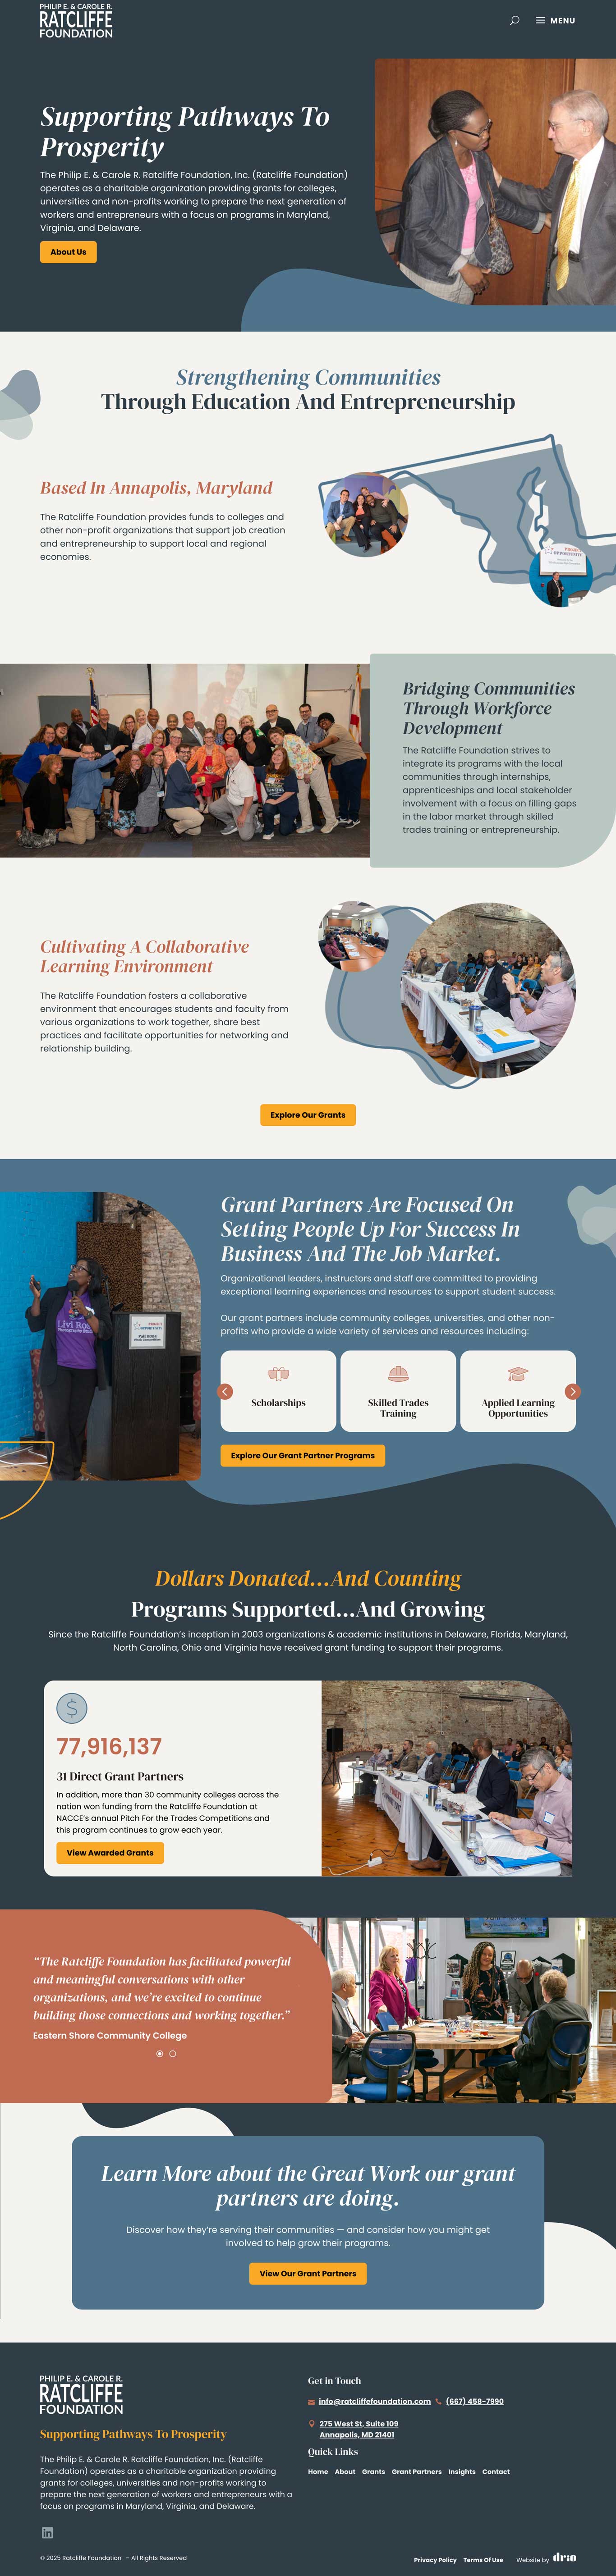 PHILIP E. & CAROLE R.
RATCLIFFE
FOUNDATION
MENU
Supporting Pathways To
Prosperity
The Philip E. & Carole R. Ratcliffe Foundation, Inc. (Ratcliffe Foundation)
operates as a charitable organization providing grants for colleges,
universities and non-profits working to prepare the next generation of
workers and entrepreneurs with a focus on programs in Maryland,
Virginia, and Delaware.
About Us
Strengthening Communities
Through Education And Entrepreneurship
Based In Annapolis, Maryland
The Ratcliffe Foundation provides funds to colleges and
other non-profit organizations that support job creation
and entrepreneurship to support local and regional
economies.
Bridging Communities
Through Workforce
Development
The Ratcliffe Foundation strives to
integrate its programs with the local
communities through internships,
apprenticeships and local stakeholder
involvement with a focus on filling gaps
in the labor market through skilled
trades training or entrepreneurship.
Cultivating A Collaborative
Learning Environment
The Ratcliffe Foundation fosters a collaborative
environment that encourages students and faculty from
various organizations to work together, share best
practices and facilitate opportunities for networking and
relationship building.
Explore Our Grants
Grant Partners Are Focused On
Setting People Up For Success In
Business And The Job Market.
Organizational leaders, instructors and staff are committed to providing
exceptional learning experiences and resources to support student success.
Our grant partners include community colleges, universities, and other non-
profits who provide a wide variety of services and resources including:
Scholarships
Skilled Trades
Training
Applied Learning
Opportunities
Explore Our Grant Partner Programs
Dollars Donated...And Counting
Programs Supported...And Growing
Since the Ratcliffe Foundation's inception in 2003 organizations & academic institutions in Delaware, Florida, Maryland,
North Carolina, Ohio and Virginia have received grant funding to support their programs.
77,916,137
31 Direct Grant Partners
In addition, more than 30 community colleges across the
nation won funding from the Ratcliffe Foundation at
NACCE's annual Pitch For the Trades Competitions and
this program continues to grow each year.
View Awarded Grants
"The Ratcliffe Foundation has facilitated powerful
and meaningful conversations with other
organizations, and we're excited to continue
building those connections and working together."
Eastern Shore Community College
Learn More about the Great Work our grant
partners are doing.
Discover how they're serving their communities — and consider how you might get
involved to help grow their programs.
View Our Grant Partners
PHILIP E. & CAROLE R.
RATCLIFFE
FOUNDATION
Supporting Pathways To Prosperity
The Philip E. & Carole R. Ratcliffe Foundation, Inc. (Ratcliffe
Foundation) operates as a charitable organization providing
grants for colleges, universities and non-profits working to
prepare the next generation of workers and entrepreneurs with a
focus on programs in Maryland, Virginia, and Delaware.
in
Get in Touch
info@ratcliffefoundation.com (667) 458-7990
275 West St, Suite 109
Annapolis, MD 21401
Quick Links
Home About Grants Grant Partners Insights Contact
© 2025 Ratcliffe Foundation – All Rights Reserved
Privacy Policy Terms Of Use Website by drio